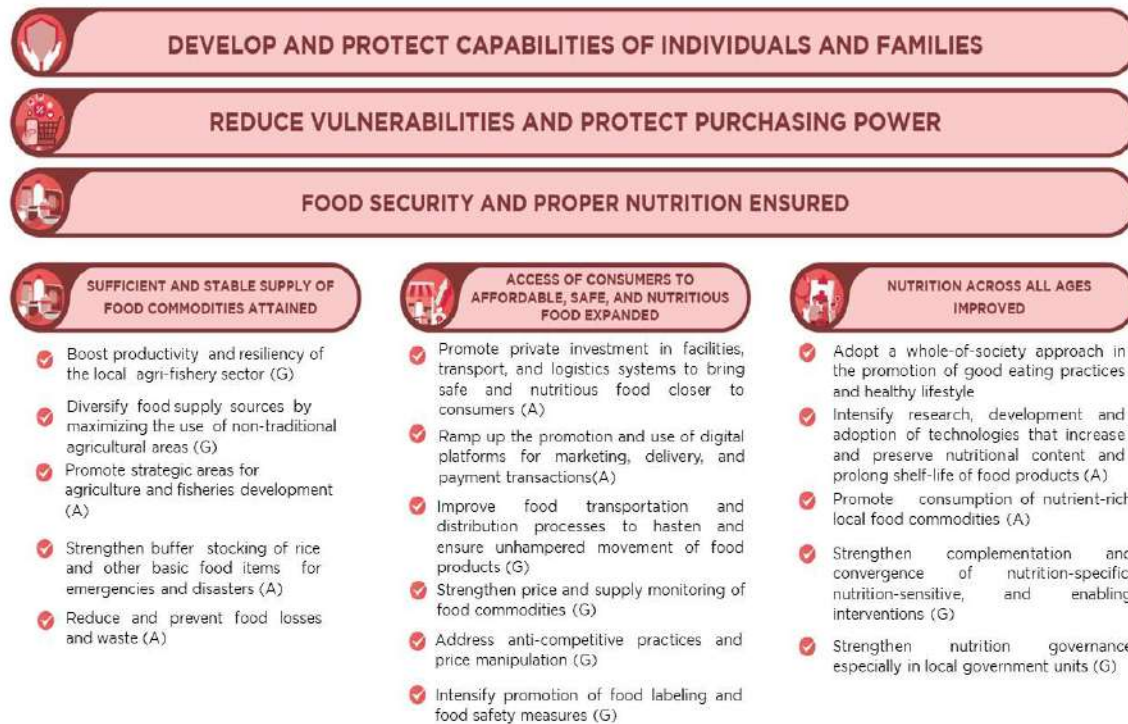 DEVELOP AND PROTECT CAPABILITIES OF INDIVIDUALS AND FAMILIES
REDUCE VULNERABILITIES AND PROTECT PURCHASING POWER
FOOD SECURITY AND PROPER NUTRITION ENSURED
SUFFICIENT AND STABLE SUPPLY OF
FOOD COMMODITIES ATTAINED
Boost productivity and resiliency of
the local agri-fishery sector (G)
Diversify food supply sources by
maximizing the use of non-traditional
agricultural areas (G)
Promote strategic areas for
agriculture and fisheries development
(A)
Strengthen buffer stocking of rice
and other basic food items for
emergencies and disasters (A)
Reduce and prevent food losses
and waste (A)
ACCESS OF CONSUMERS TO
AFFORDABLE, SAFE, AND NUTRITIOUS
FOOD EXPANDED
Promote private investment in facilities,
transport, and logistics systems to bring
safe and nutritious food closer to
consumers (A)
Ramp up the promotion and use of digital
platforms for marketing, delivery, and
payment transactions(A)
Improve food transportation and
distribution processes to hasten and
ensure unhampered movement of food
products (G)
Strengthen price and supply monitoring of
food commodities (G)
Address anti-competitive practices and
price manipulation (G)
Intensify promotion of food labeling and
food safety measures (G)
NUTRITION ACROSS ALL AGES
IMPROVED
Adopt a whole-of-society approach in
the promotion of good eating practices
and healthy lifestyle
Intensify research, development and
adoption of technologies that increase
and preserve nutritional content and
prolong shelf-life of food products (A)
Promote consumption of nutrient-rich
local food commodities (A)
Strengthen complementation and
convergence of nutrition-specific
nutrition-sensitive, and enabling
interventions (G)
Strengthen nutrition governance
especially in local government units (G)